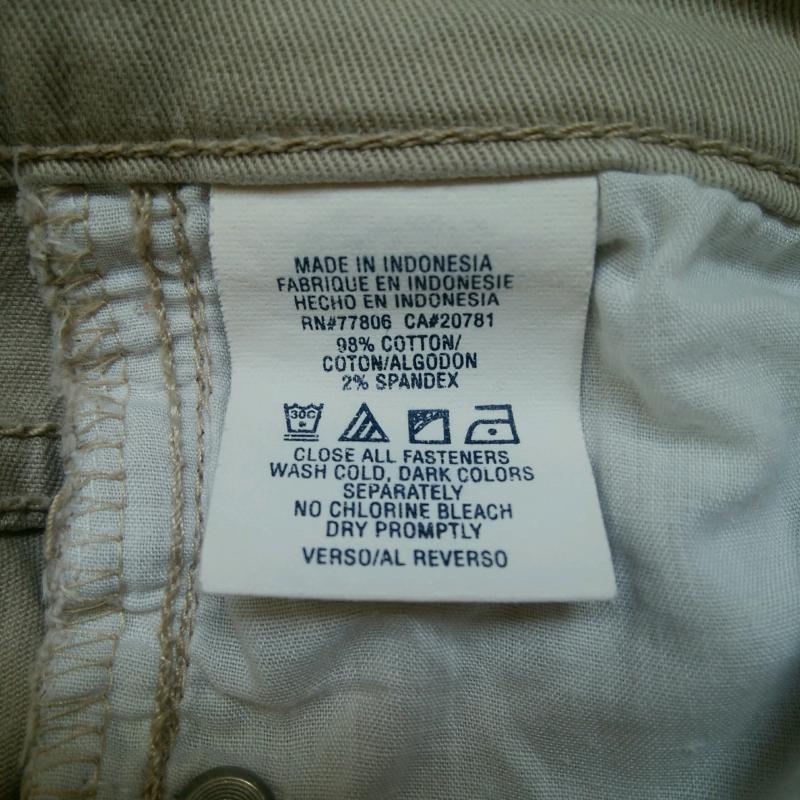 MADE IN INDONESIA
FABRIQUE EN INDONESIE
HECHO EN INDONESIA
RN#77806 CA#20781
98% COTTON/
COTON/ALGODON
2% SPANDEX
30C
CLOSE ALL FASTENERS
WASH COLD, DARK COLORS
SEPARATELY
NO CHLORINE BLEACH
DRY PROMPTLY
VERSO/AL REVERSO